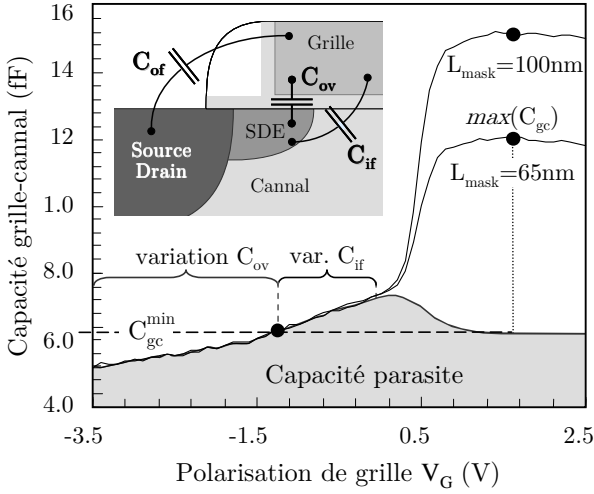 Capacité grille-cannal (fF)
16
15
12
1.0
8.0
6.0
4.0
-3.5
-1.5
0.5
2.5
Polarisation de grille V_G (V)
Grille
C_of
C_ov
SDE
C_if
Source
Drain
Cannal
L_mask=100nm
max(C_gc)
L_mask=65nm
variation C_ov
var. C_if
C_gc^min
Capacité parasite